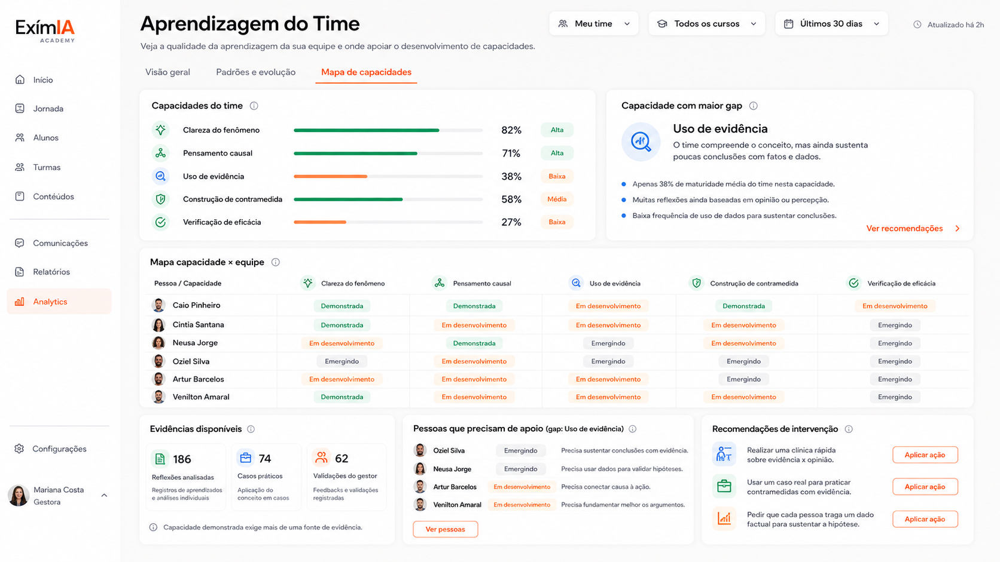 ExímIA
ACADEMY
Início
Jornada
Alunos
Turmas
Contéúdos
Comunicações
Relatórios
Analytics
Configurações
Mariana Costa
Gestora
Aprendizagem do Time
Veja a qualidade da aprendizagem da sua equipe e onde apoiar o desenvolvimento de capacidades.
Meu time
Todos os cursos
Últimos 30 dias
Atualizado há 2h
Visão geral
Padrões e evolução
Mapa de capacidades
Capacidades do time
Clareza do fenômeno 82% Alta
Pensamento causal 71% Alta
Uso de evidência 38% Baixa
Construção de contramedida 58% Média
Verificação de eficácia 27% Baixa
Capacidade com maior gap
Uso de evidência
O time compreende o conceito, mas ainda sustenta
poucas conclusões com fatos e dados.
Apenas 38% de maturidade média do time nesta capacidade.
Muitas reflexões ainda baseadas em opinião ou percepção.
Baixa frequência de uso de dados para sustentar conclusões.
Ver recomendações
Mapa capacidade × equipe
Pessoa / Capacidade Clareza do fenômeno Pensamento causal Uso de evidência Construção de contramedida Verificação de eficácia
Caio Pinheiro Demonstrada Demonstrada Em desenvolvimento Demonstrada Em desenvolvimento
Cintia Santana Demonstrada Em desenvolvimento Em desenvolvimento Em desenvolvimento Emergindo
Neusa Jorge Em desenvolvimento Demonstrada Emergindo Em desenvolvimento Emergindo
Oziel Silva Emergindo Em desenvolvimento Emergindo Emergindo Emergindo
Artur Barcelos Em desenvolvimento Em desenvolvimento Em desenvolvimento Emergindo Emergindo
Venilton Amaral Demonstrada Em desenvolvimento Em desenvolvimento Em desenvolvimento Emergindo
Evidências disponíveis
186
Reflexões analisadas
Registros de aprendizados
e análises individuais
74
Casos práticos
Aplicação do
conceito em casos
62
Validações do gestor
Feedbacks e validações
registradas
Capacidade demonstrada exige mais de uma fonte de evidência.
Pessoas que precisam de apoio (gap: Uso de evidência)
Oziel Silva Emergindo Precisa sustentar conclusões com evidência.
Neusa Jorge Emergindo Precisa usar dados para validar hipóteses.
Artur Barcelos Em desenvolvimento Precisa conectar causa à ação.
Venilton Amaral Em desenvolvimento Precisa fundamentar melhor os argumentos.
Ver pessoas
Recomendações de intervenção
Realizar uma clínica rápida
sobre evidência x opinião.
Aplicar ação
Usar um caso real para praticar
contramedidas com evidência.
Aplicar ação
Pedir que cada pessoa traga um dado
factual para sustentar a hipótese.
Aplicar ação